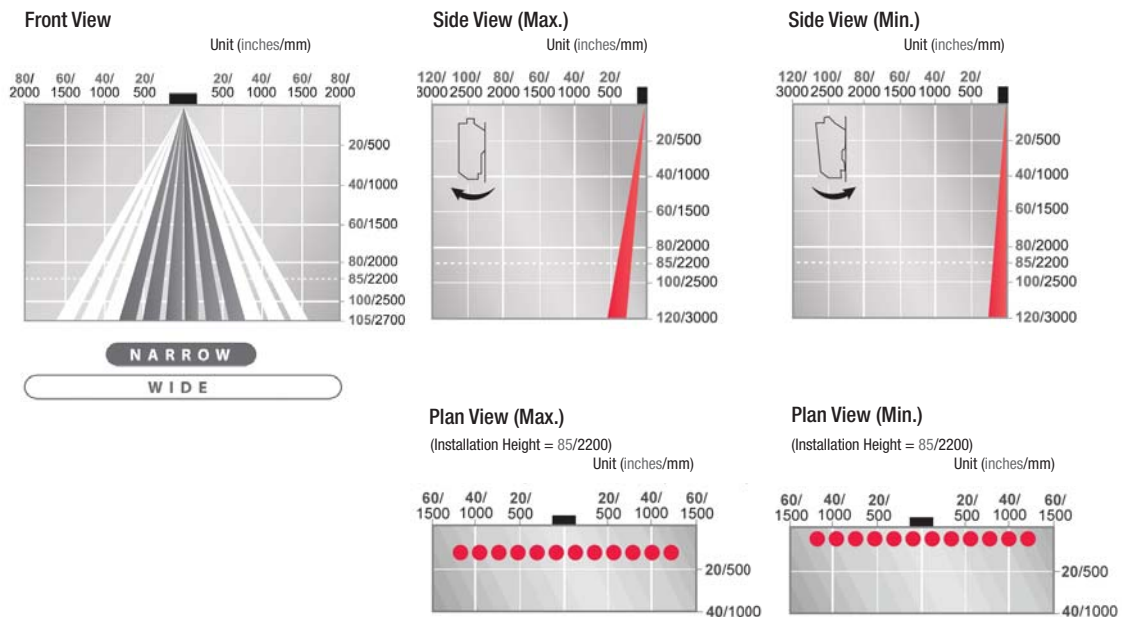 Front View
Unit (inches/mm)
80/ 60/ 40/ 20/ 20/ 40/ 60/ 80/
2000 1500 1000 500 500 1000 1500 2000
20/500
40/1000
60/1500
80/2000
85/2200
100/2500
105/2700
NARROW
WIDE
Side View (Max.)
Unit (inches/mm)
120/ 100/ 80/ 60/ 40/ 20/
3000 2500 2000 1500 1000 500
20/500
40/1000
60/1500
80/2000
85/2200
100/2500
120/3000
Side View (Min.)
Unit (inches/mm)
120/ 100/ 80/ 60/ 40/ 20/
3000 2500 2000 1500 1000 500
20/500
40/1000
60/1500
80/2000
85/2200
100/2500
120/3000
Plan View (Max.)
(Installation Height = 85/2200)
Unit (inches/mm)
60/ 40/ 20/ 20/ 40/ 60/
1500 1000 500 500 1000 1500
20/500
40/1000
Plan View (Min.)
(Installation Height = 85/2200)
Unit (inches/mm)
60/ 40/ 20/ 20/ 40/ 60/
1500 1000 500 500 1000 1500
20/500
40/1000